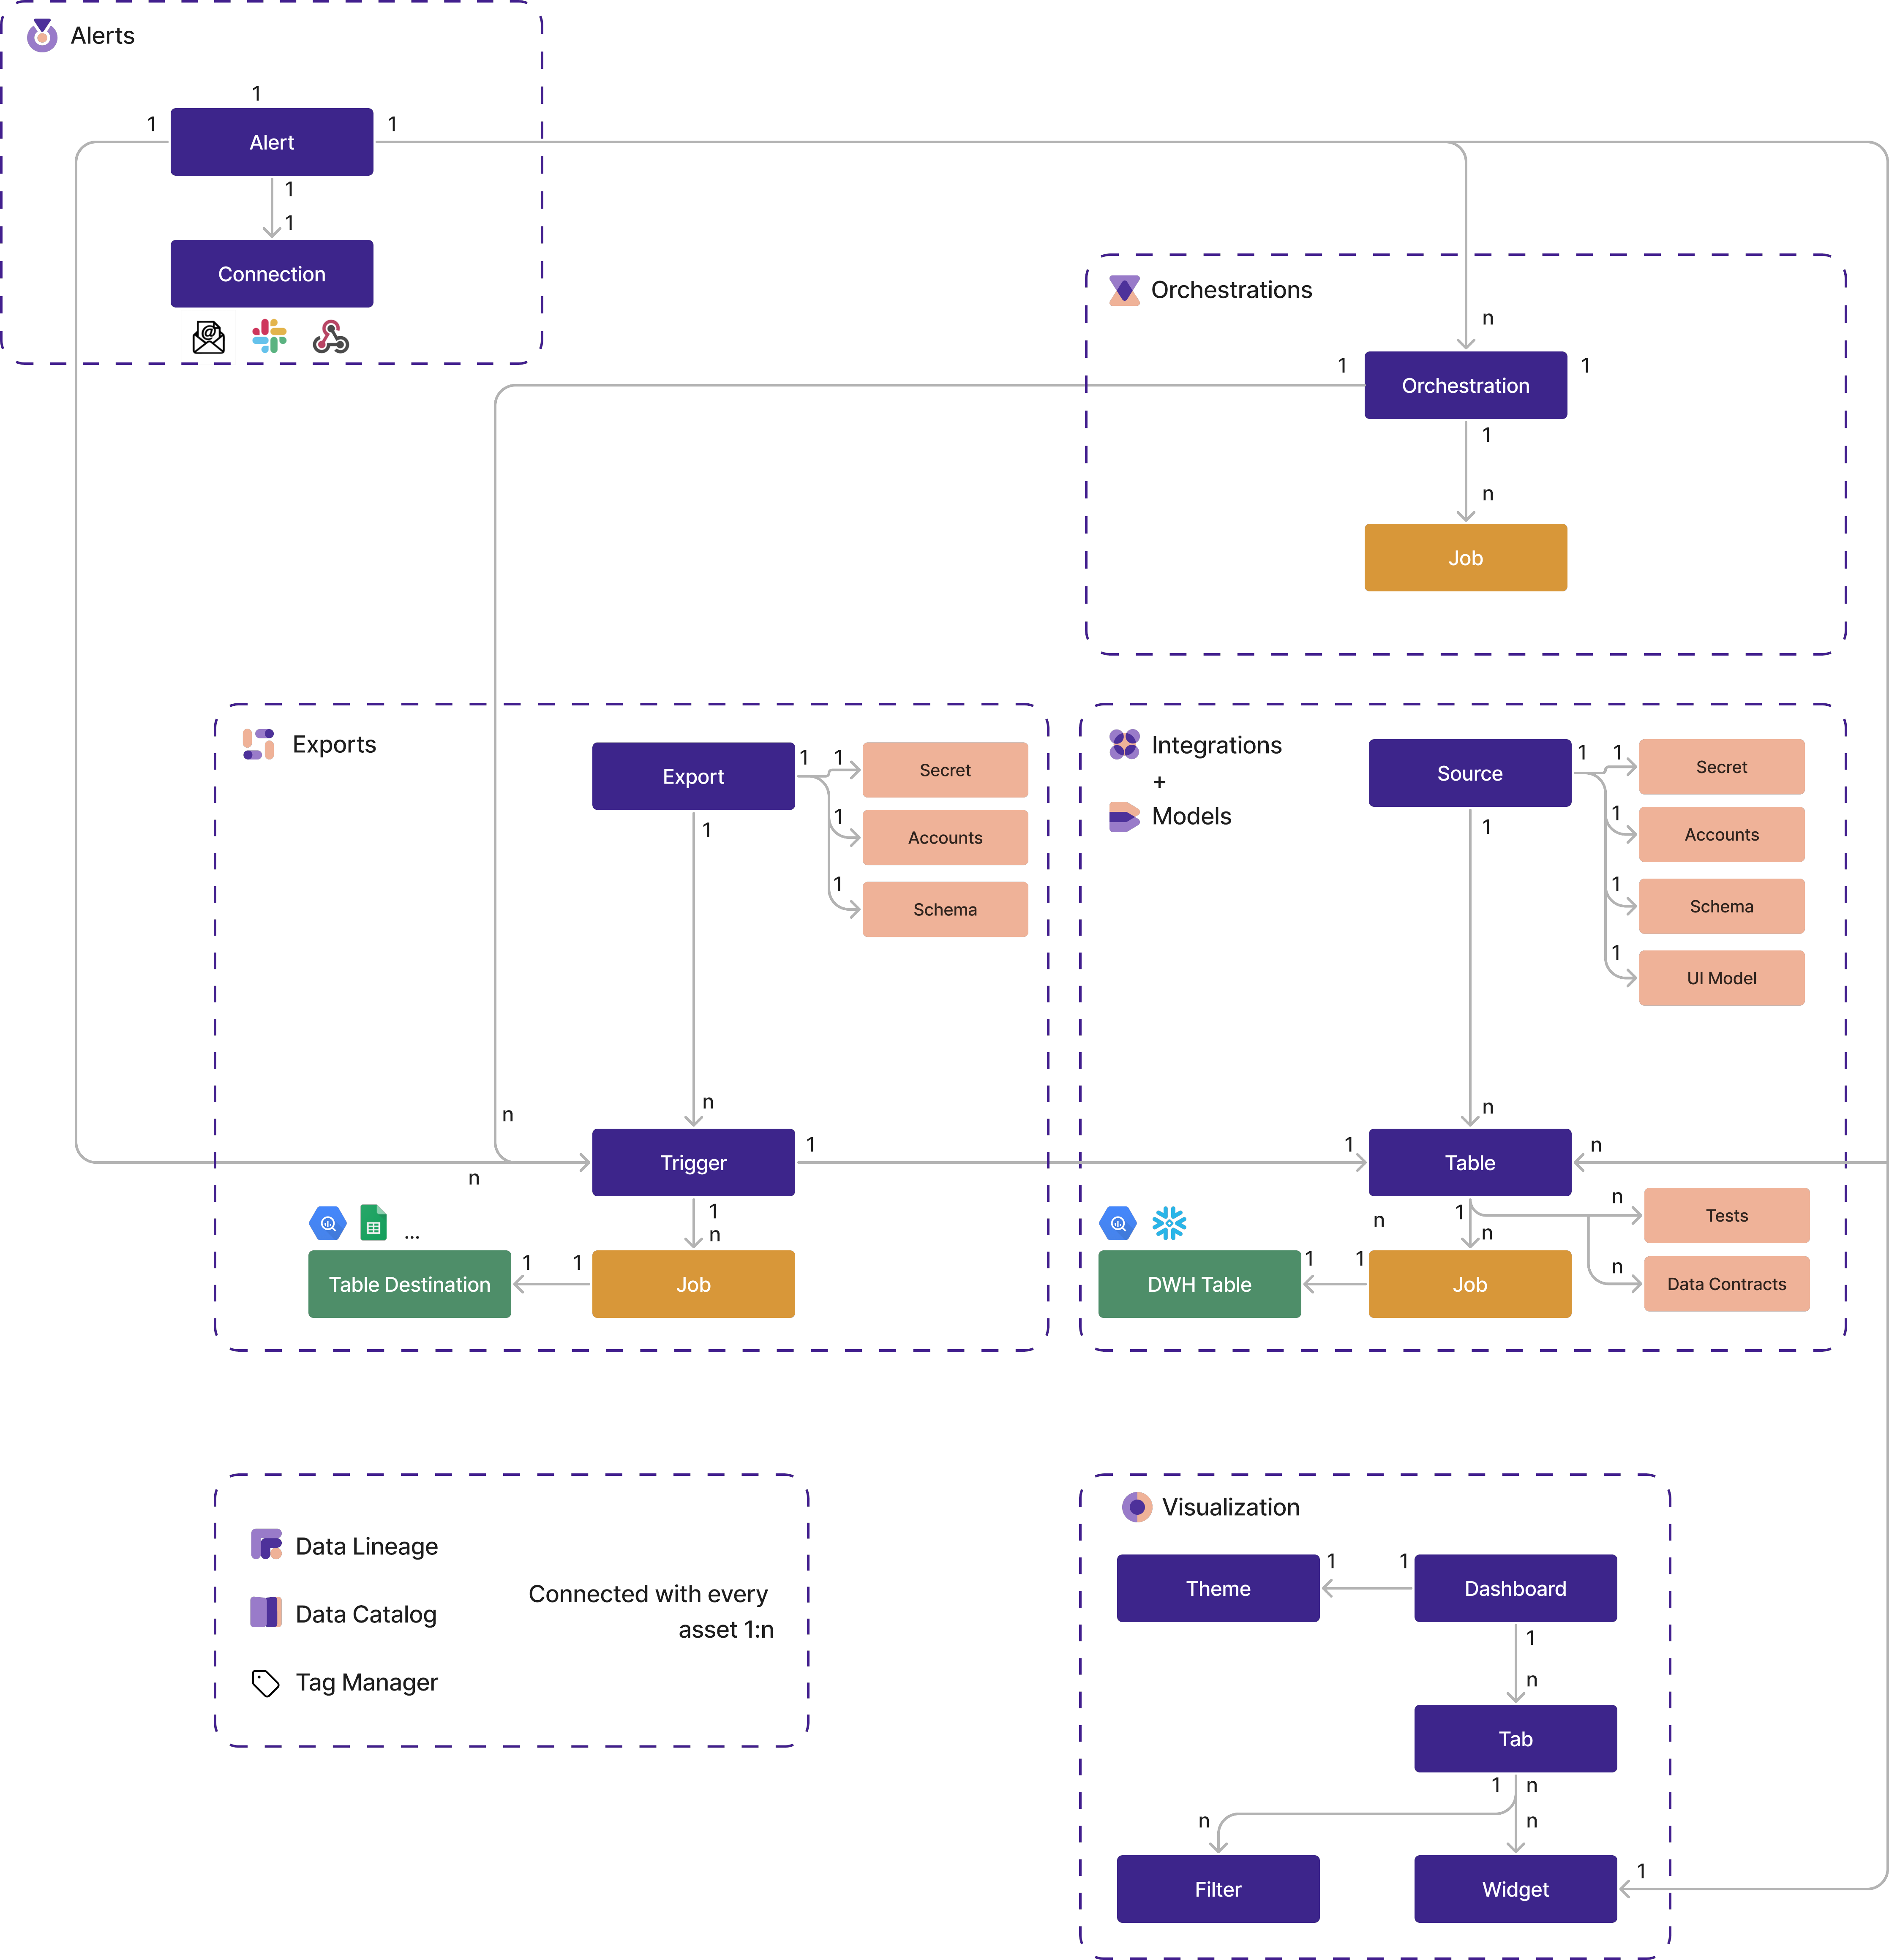 Alerts
1
1
1
Alert
1
1
Connection
@
Orchestrations
n
1
1
Orchestration
1
n
Job
Exports
Export
1
1
Secret
1
Accounts
1
Schema
1
n
n
Trigger
1
n
1
n
...
Table Destination
1
1
Job
Integrations
+
Models
Source
1
1
Secret
1
Accounts
1
Schema
1
UI Model
1
n
1
Table
n
n
1
n
n
Tests
n
Data Contracts
DWH Table
1
1
Job
Data Lineage
Data Catalog
Tag Manager
Connected with every
asset 1:n
Visualization
Theme
1
1
Dashboard
1
n
Tab
1
n
n
n
Filter
Widget
1